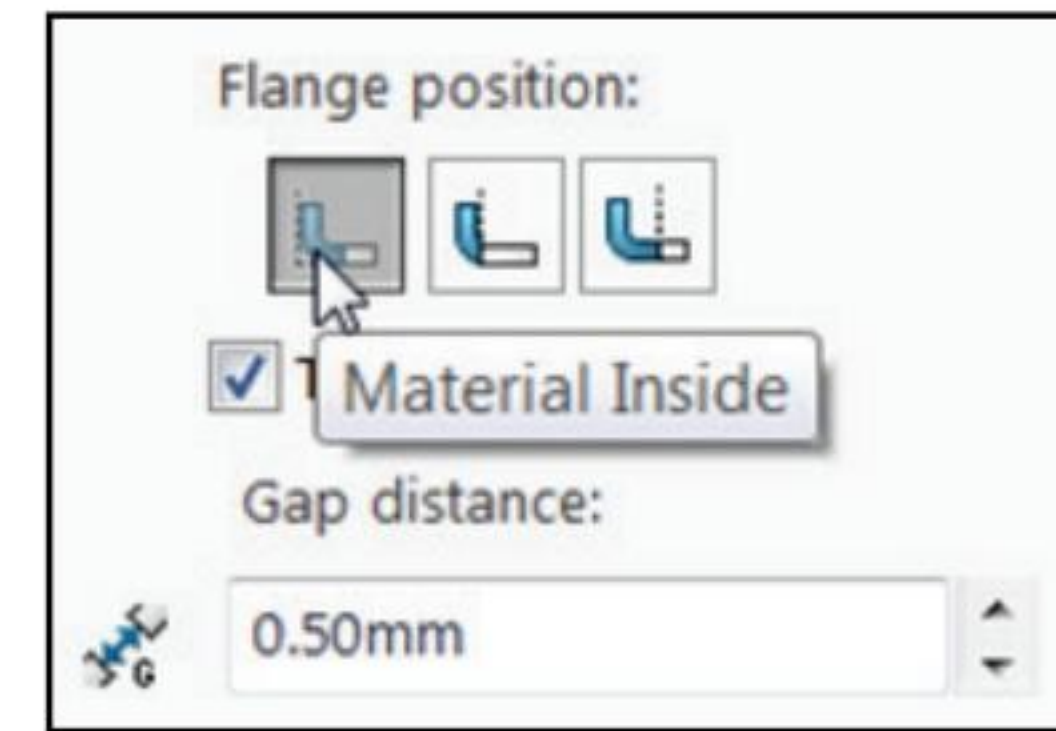 Flange position:
Material Inside
Gap distance:
0.50mm
G